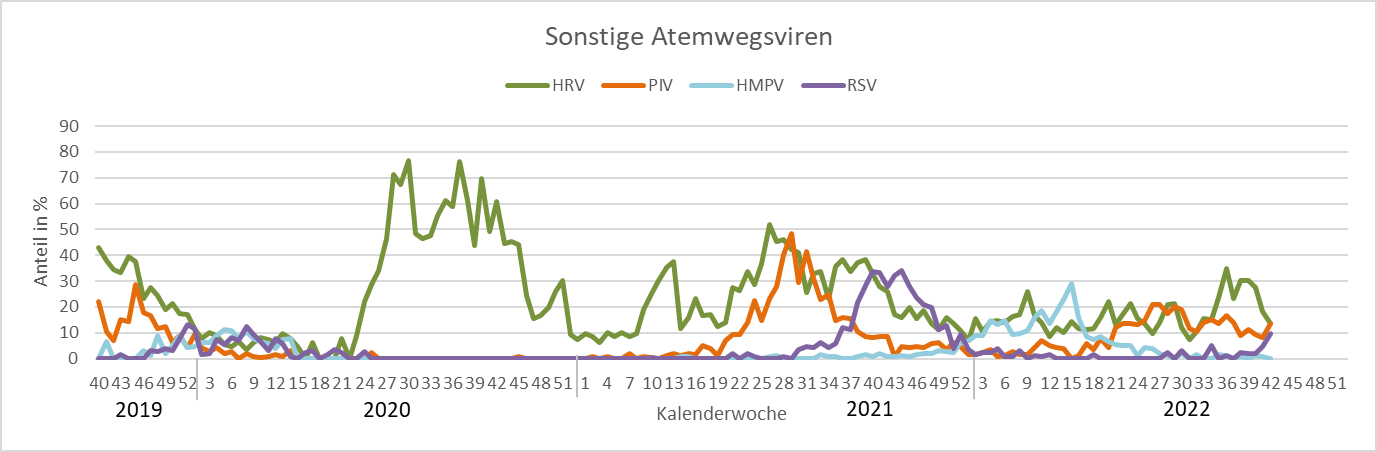 Sonstige Atemwegsviren
HRV PIV HMPV RSV
Anteil in %
90
80
70
60
50
40
30
20
10
0
40 43 46 49 52 3 6 9 12 15 18 21 24 27 30 33 36 39 42 45 48 51 1 4 7 10 13 16 19 22 25 28 31 34 37 40 43 46 49 52 3 6 9 12 15 18 21 24 27 30 33 36 39 42 45 48 51
2019 2020 2021 2022
Kalenderwoche